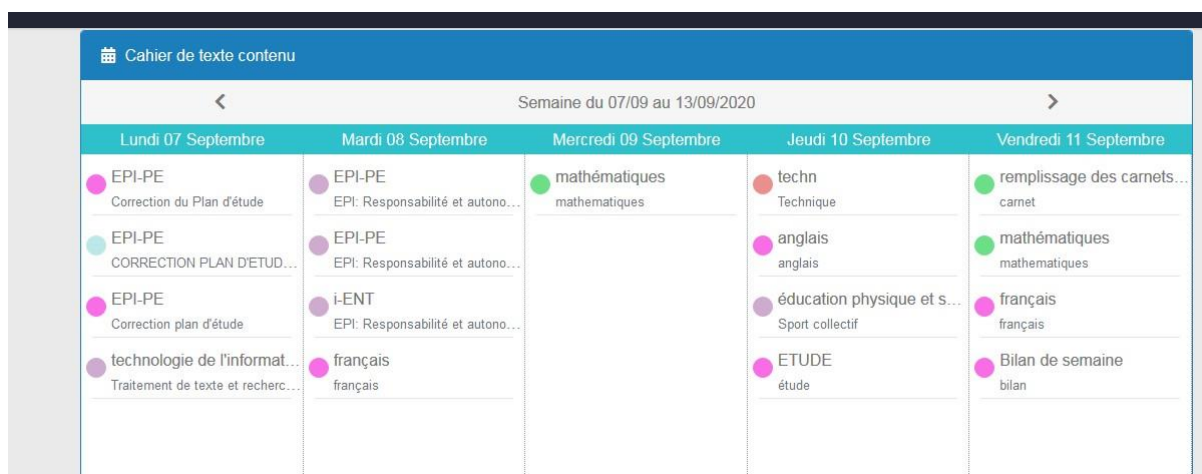 Cahier de texte contenu
Semaine du 07/09 au 13/09/2020
Lundi 07 Septembre
EPI-PE
Correction du Plan d'étude
EPI-PE
CORRECTION PLAN D'ETUD...
EPI-PE
Correction plan d'étude
technologie de l'informat...
Traitement de texte et recherc...
Mardi 08 Septembre
EPI-PE
EPI: Responsabilité et autono...
EPI-PE
EPI: Responsabilité et autono...
i-ENT
EPI: Responsabilité et autono...
français
français
Mercredi 09 Septembre
mathématiques
mathematiques
Jeudi 10 Septembre
techn
Technique
anglais
anglais
éducation physique et s...
Sport collectif
ETUDE
étude
Vendredi 11 Septembre
remplissage des carnets...
carnet
mathématiques
mathematiques
français
français
Bilan de semaine
bilan